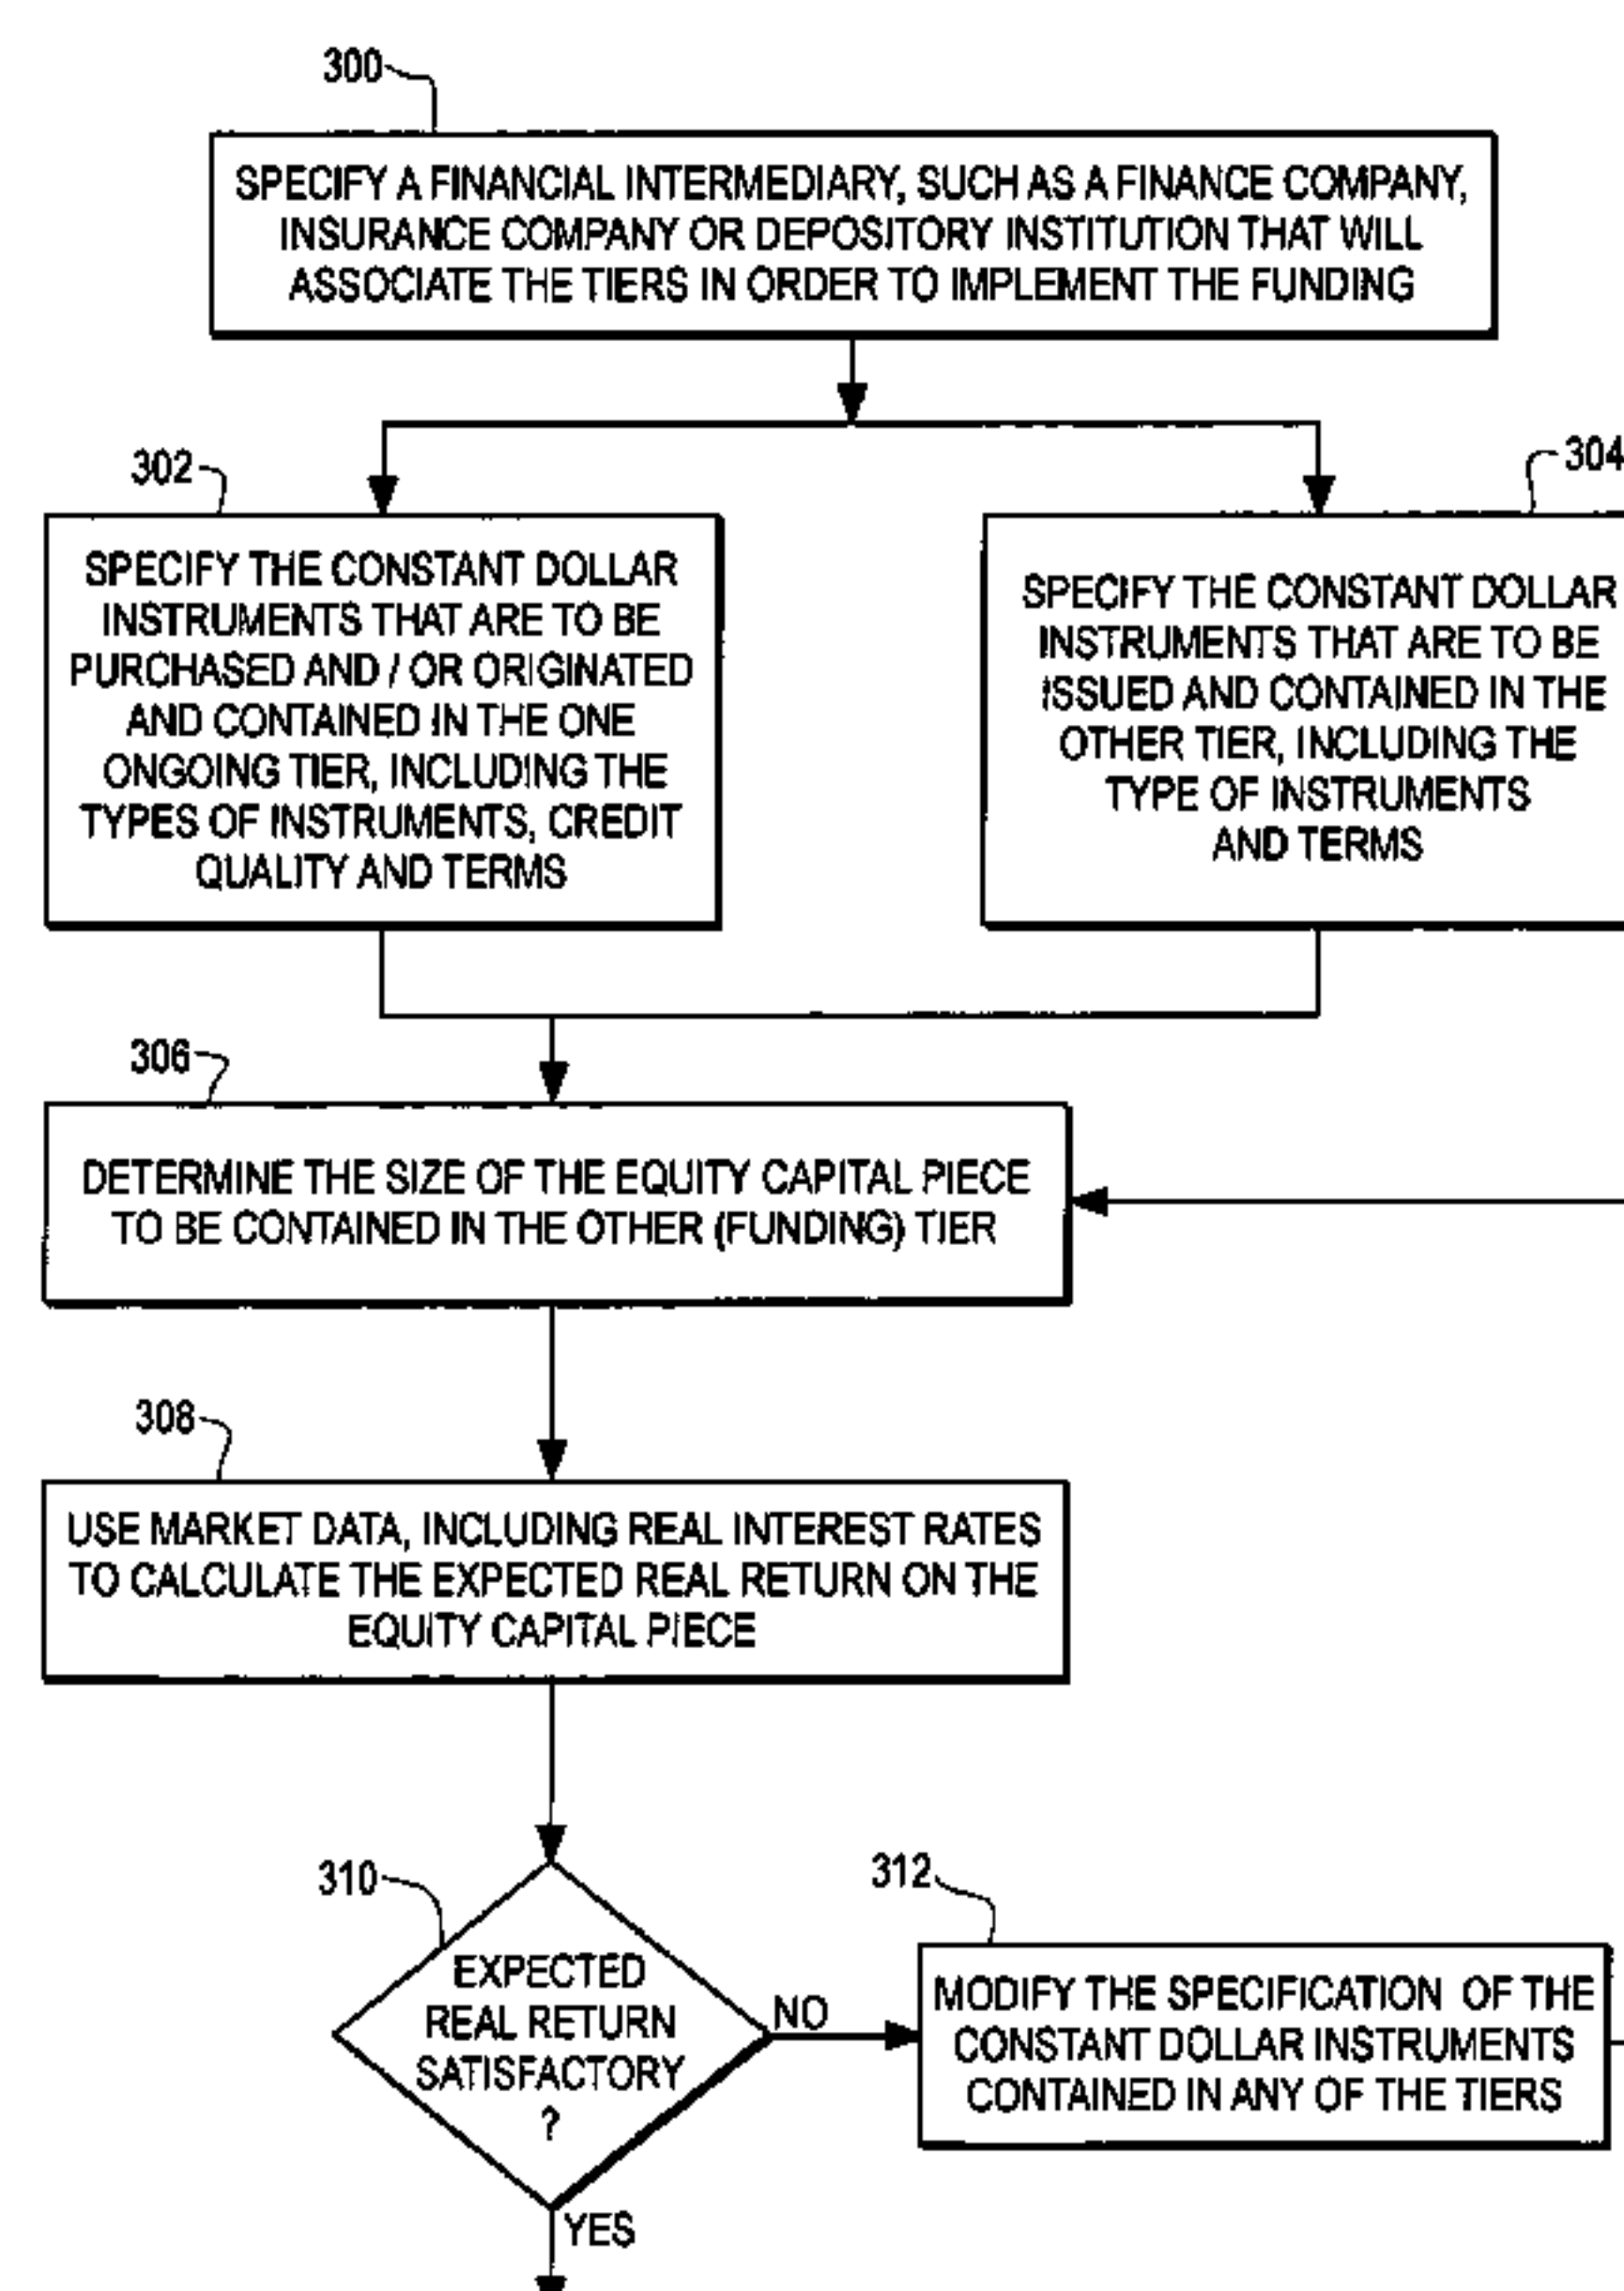 300
SPECIFY A FINANCIAL INTERMEDIARY, SUCH AS A FINANCE COMPANY,
INSURANCE COMPANY OR DEPOSITORY INSTITUTION THAT WILL
ASSOCIATE THE TIERS IN ORDER TO IMPLEMENT THE FUNDING
302
SPECIFY THE CONSTANT DOLLAR
INSTRUMENTS THAT ARE TO BE
PURCHASED AND / OR ORIGINATED
AND CONTAINED IN THE ONE
ONGOING TIER, INCLUDING THE
TYPES OF INSTRUMENTS, CREDIT
QUALITY AND TERMS
304
SPECIFY THE CONSTANT DOLLAR
INSTRUMENTS THAT ARE TO BE
ISSUED AND CONTAINED IN THE
OTHER TIER, INCLUDING THE
TYPE OF INSTRUMENTS
AND TERMS
306
DETERMINE THE SIZE OF THE EQUITY CAPITAL PIECE
TO BE CONTAINED IN THE OTHER (FUNDING) TIER
308
USE MARKET DATA, INCLUDING REAL INTEREST RATES
TO CALCULATE THE EXPECTED REAL RETURN ON THE
EQUITY CAPITAL PIECE
310
EXPECTED
REAL RETURN
SATISFACTORY
?
NO
312
MODIFY THE SPECIFICATION OF THE
CONSTANT DOLLAR INSTRUMENTS
CONTAINED IN ANY OF THE TIERS
YES